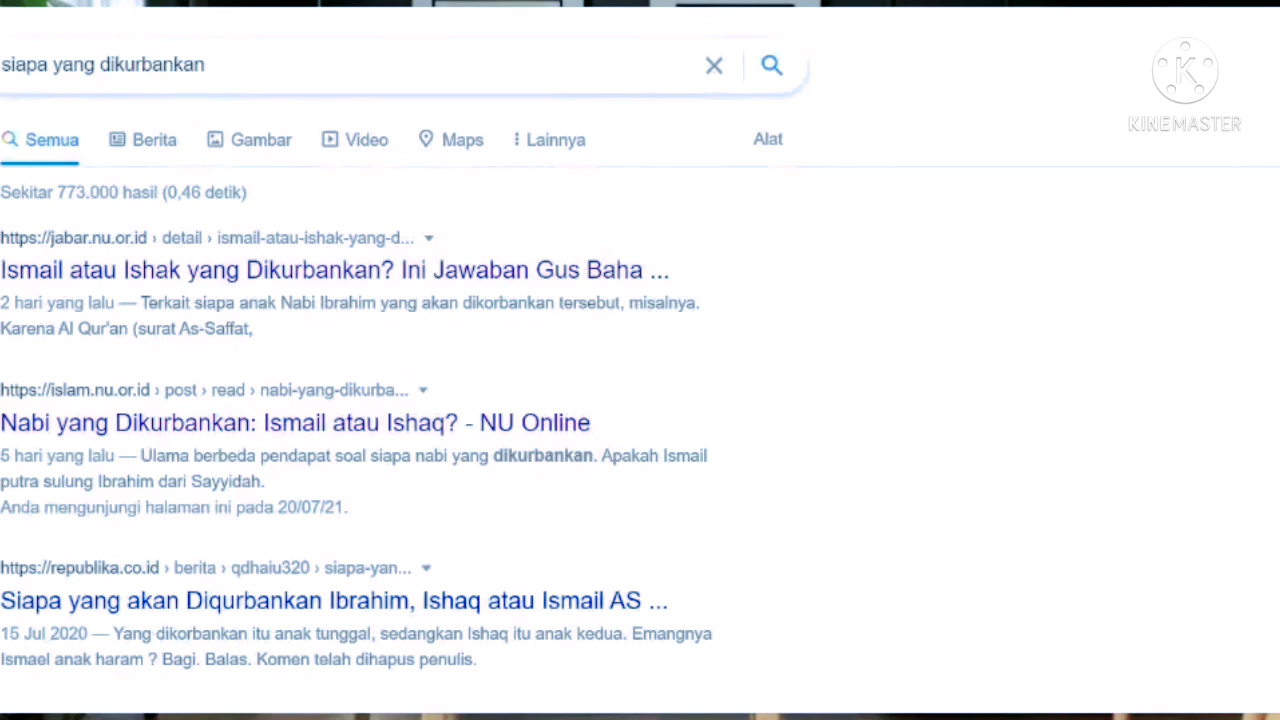 siapa yang dikurbankan
K
KINEMASTER
Semua Berita Gambar Video Maps Lainnya Alat
Sekitar 773.000 hasil (0,46 detik)
https://jabar.nu.or.id › detail › ismail-atau-ishak-yang-d...
Ismail atau Ishak yang Dikurbankan? Ini Jawaban Gus Baha ...
2 hari yang lalu — Terkait siapa anak Nabi Ibrahim yang akan dikorbankan tersebut, misalnya.
Karena Al Qur'an (surat As-Saffat,
https://islam.nu.or.id › post › read › nabi-yang-dikurba...
Nabi yang Dikurbankan: Ismail atau Ishaq? - NU Online
5 hari yang lalu — Ulama berbeda pendapat soal siapa nabi yang dikurbankan. Apakah Ismail
putra sulung Ibrahim dari Sayyidah.
Anda mengunjungi halaman ini pada 20/07/21.
https://republika.co.id › berita › qdhaiu320 › siapa-yan...
Siapa yang akan Diqurbankan Ibrahim, Ishaq atau Ismail AS ...
15 Jul 2020 — Yang dikorbankan itu anak tunggal, sedangkan Ishaq itu anak kedua. Emangnya
Ismael anak haram ? Bagi. Balas. Komen telah dihapus penulis.